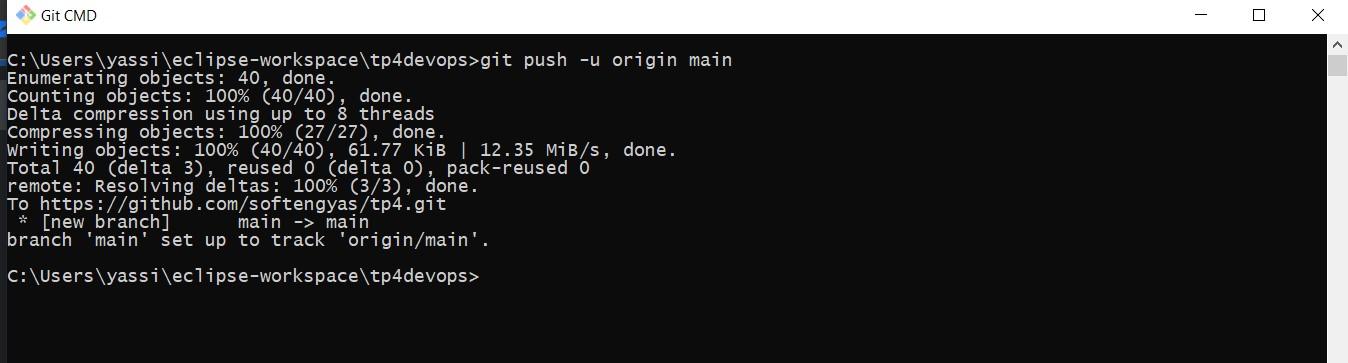 Git CMD
C:\Users\yassi\eclipse-workspace\tp4devops>git push -u origin main
Enumerating objects: 40, done.
Counting objects: 100% (40/40), done.
Delta compression using up to 8 threads
Compressing objects: 100% (27/27), done.
Writing objects: 100% (40/40), 61.77 KiB | 12.35 MiB/s, done.
Total 40 (delta 3), reused 0 (delta 0), pack-reused 0
remote: Resolving deltas: 100% (3/3), done.
To https://github.com/softengyas/tp4.git
 * [new branch]      main -> main
branch 'main' set up to track 'origin/main'.
C:\Users\yassi\eclipse-workspace\tp4devops>